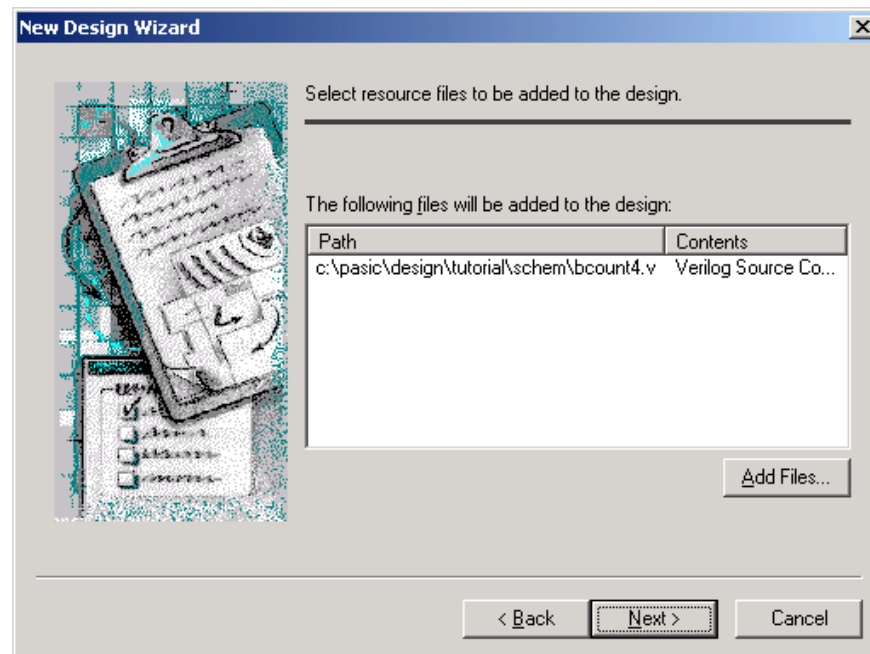 New Design Wizard
Select resource files to be added to the design.
The following files will be added to the design:
Path Contents
c:\pasic\design\tutorial\schem\bcount4.v Verilog Source Co...
Add Files...
< Back Next > Cancel